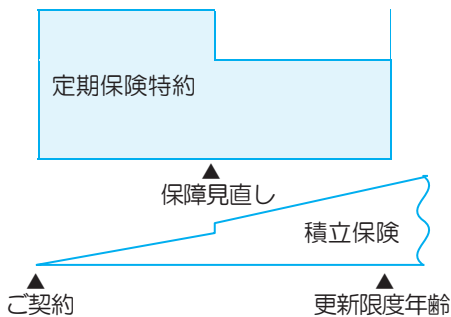 定期保険特約
▲
保障見直し
積立保険
▲
ご契約
▲
更新限度年齢